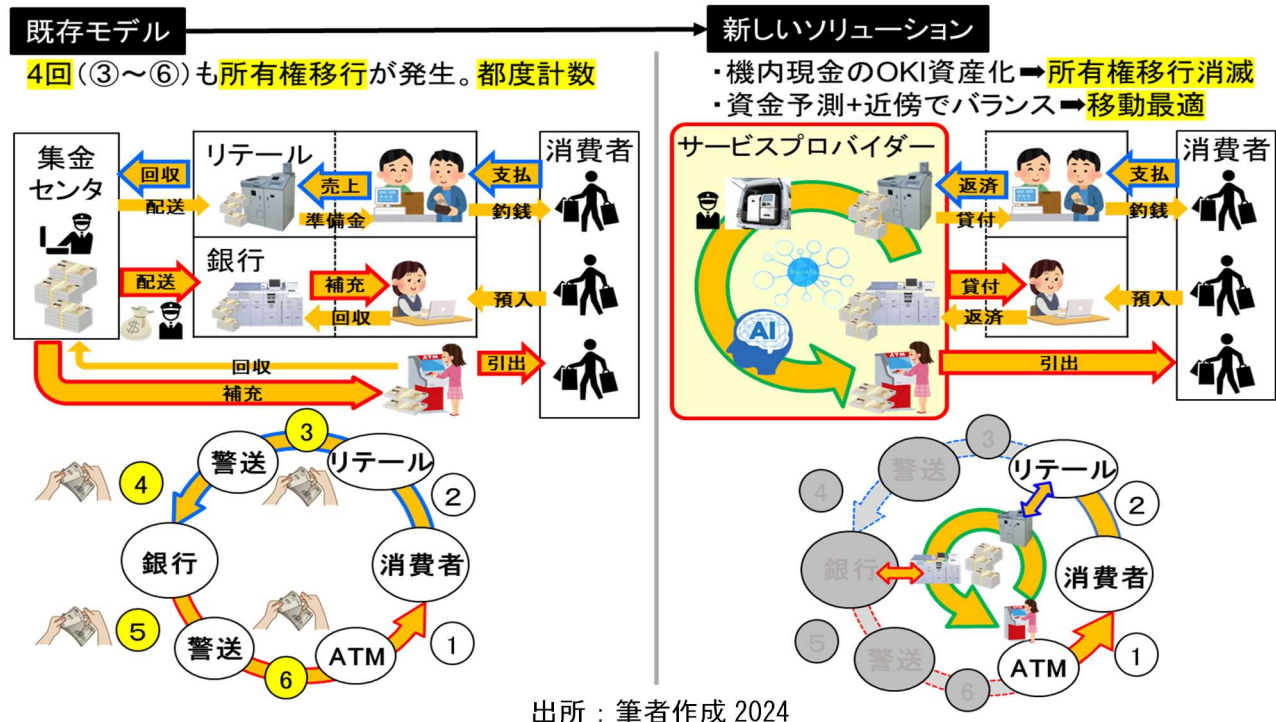 既存モデル
4回(③~⑥)も所有権移行が発生。都度計数
集金
センタ
回収
配送
リテール
売上
準備金
支払
釣銭
消費者
配送
銀行
補充
回収
預入
回収
補充
ATM
引出
3
警送
リテール
4
2
銀行
消費者
5
警送
6
ATM
1
新しいソリューション
・機内現金のOKI資産化➡所有権移行消滅
・資金予測+近傍でバランス➡移動最適
サービスプロバイダー
返済
貸付
支払
釣銭
消費者
貸付
返済
預入
AI
ATM
引出
3
警送
リテール
4
2
銀行
消費者
5
警送
6
ATM
1
出所:筆者作成 2024